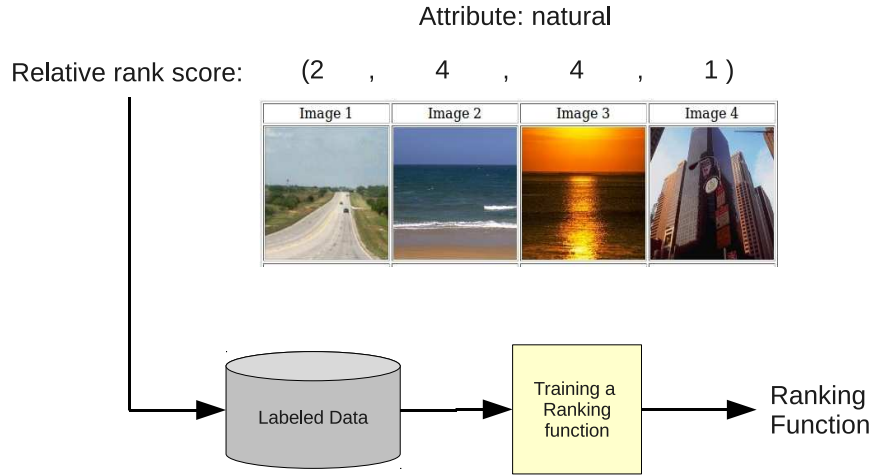 Attribute: natural
Relative rank score: (2 , 4 , 4 , 1 )
Image 1 Image 2 Image 3 Image 4
Labeled Data
Training a
Ranking
function
Ranking
Function